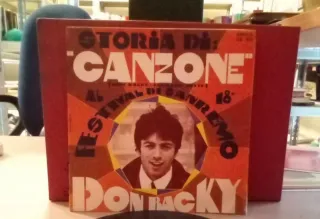 STORIA DI:
"CANZONE"
AL
FESTIVAL DI SANREMO
18°
DON BACKY